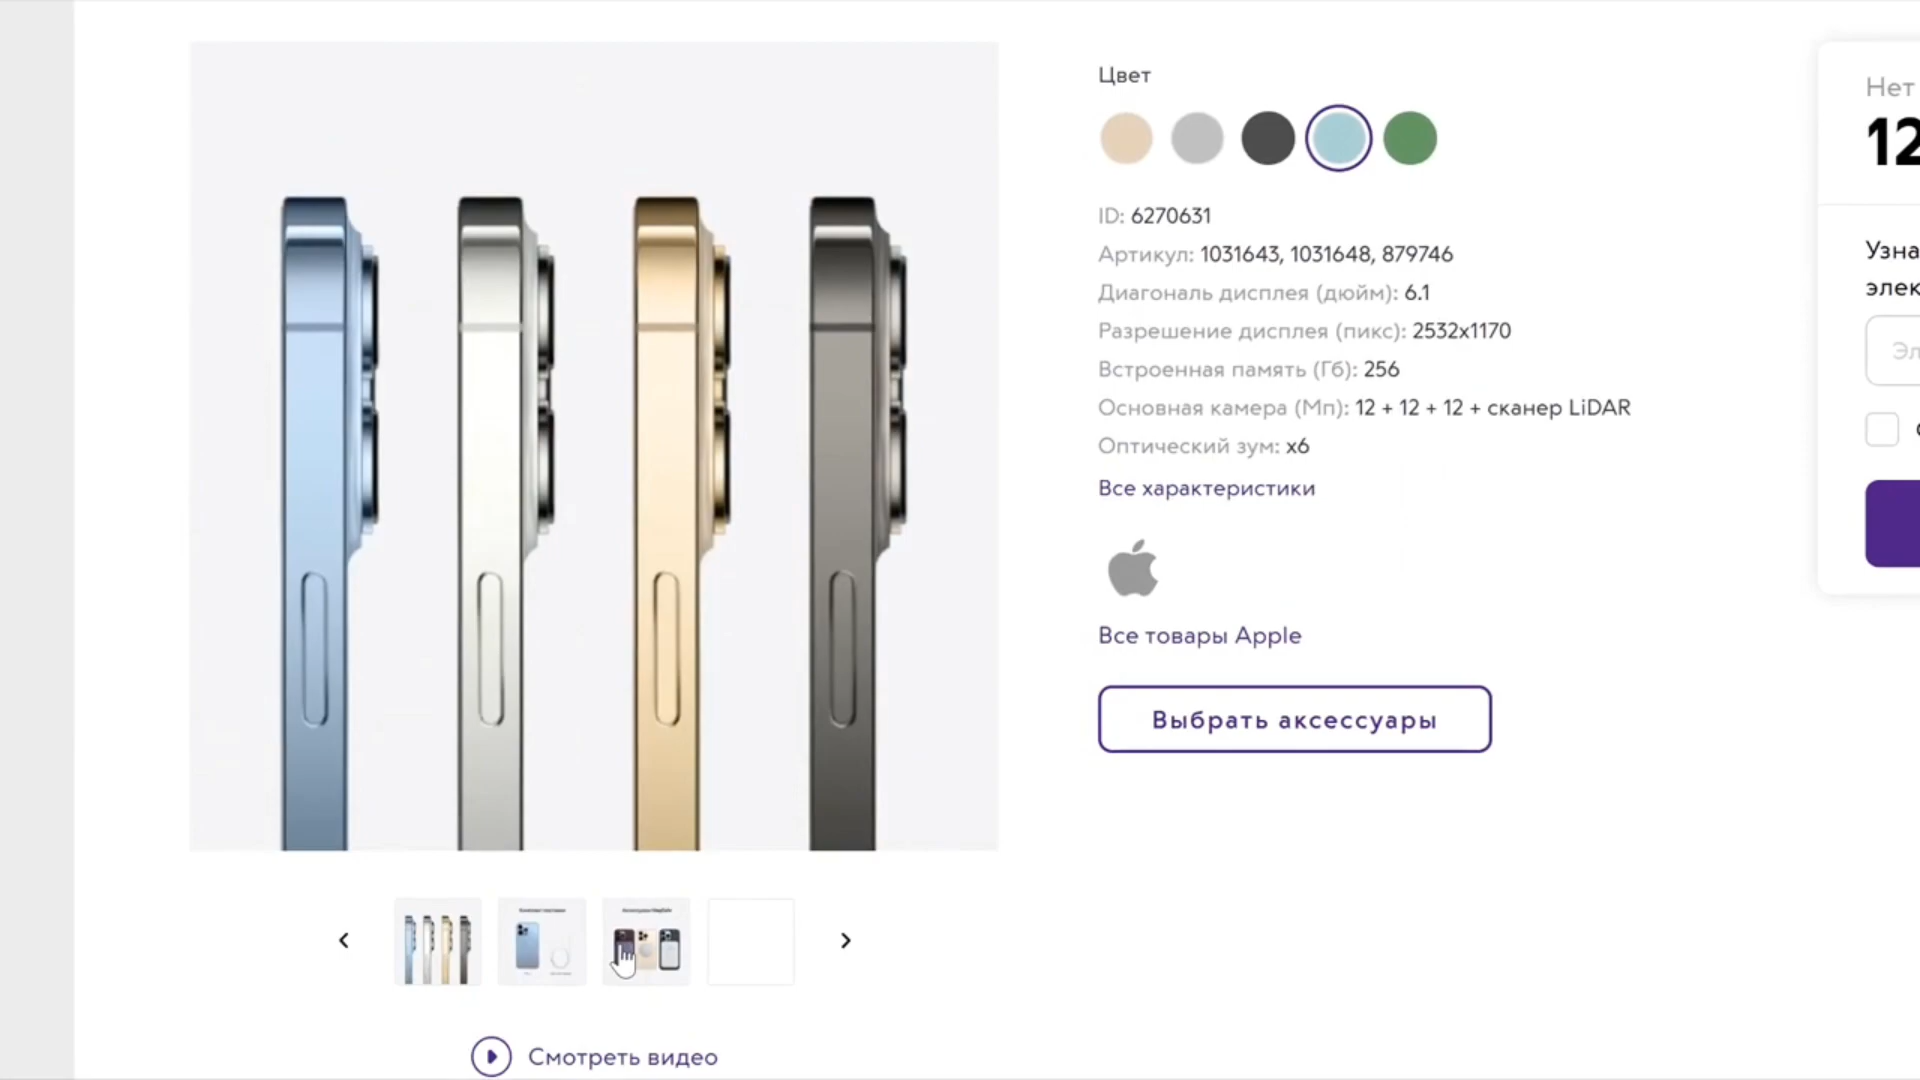 Цвет
ID: 6270631
Артикул: 1031643, 1031648, 879746
Диагональ дисплея (дюйм): 6.1
Разрешение дисплея (пикс): 2532x1170
Встроенная память (Гб): 256
Основная камера (Мп): 12 + 12 + 12 + сканер LiDAR
Оптический зум: x6
Все характеристики
Все товары Apple
Выбрать аксессуары
Нет
12
Узна
элек
Эл
Смотреть видео